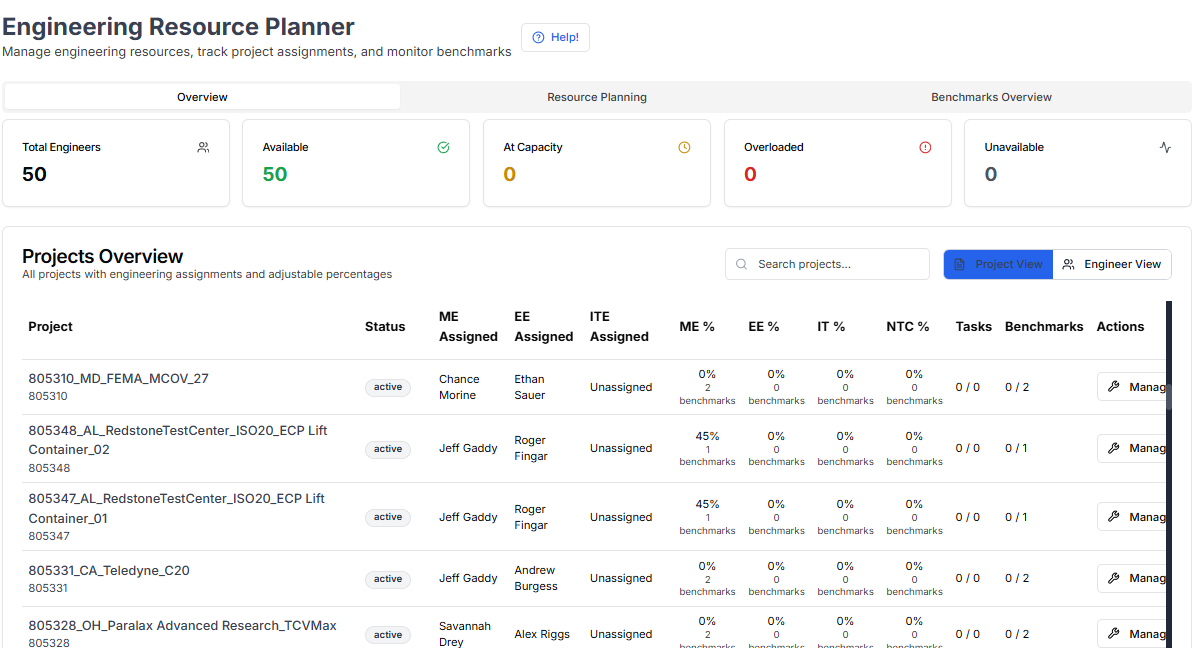 Engineering Resource Planner
Manage engineering resources, track project assignments, and monitor benchmarks
Help!
Overview Resource Planning Benchmarks Overview
Total Engineers Available At Capacity Overloaded Unavailable
50 50 0 0 0
Projects Overview
All projects with engineering assignments and adjustable percentages
Search projects...
Project View Engineer View
Project Status ME Assigned EE Assigned ITE Assigned ME % EE % IT % NTC % Tasks Benchmarks Actions
805310_MD_FEMA_MCOV_27
805310
active
Chance
Morine
Ethan
Sauer
Unassigned
0% 0% 0% 0%
2 0 0 0
benchmarks benchmarks benchmarks benchmarks
0 / 0 0 / 2 Manag
805348_AL_RedstoneTestCenter_ISO20_ECP Lift
Container_02
805348
active
Jeff Gaddy
Roger
Fingar
Unassigned
45% 0% 0% 0%
1 0 0 0
benchmarks benchmarks benchmarks benchmarks
0 / 0 0 / 1 Manag
805347_AL_RedstoneTestCenter_ISO20_ECP Lift
Container_01
805347
active
Jeff Gaddy
Roger
Fingar
Unassigned
45% 0% 0% 0%
1 0 0 0
benchmarks benchmarks benchmarks benchmarks
0 / 0 0 / 1 Manag
805331_CA_Teledyne_C20
805331
active
Jeff Gaddy
Andrew
Burgess
Unassigned
0% 0% 0% 0%
2 0 0 0
benchmarks benchmarks benchmarks benchmarks
0 / 0 0 / 2 Manag
805328_OH_Paralax Advanced Research_TCVMax
805328
active
Savannah
Drey
Alex Riggs
Unassigned
0% 0% 0% 0%
2 0 0 0
benchmarks benchmarks benchmarks benchmarks
0 / 0 0 / 2 Manag